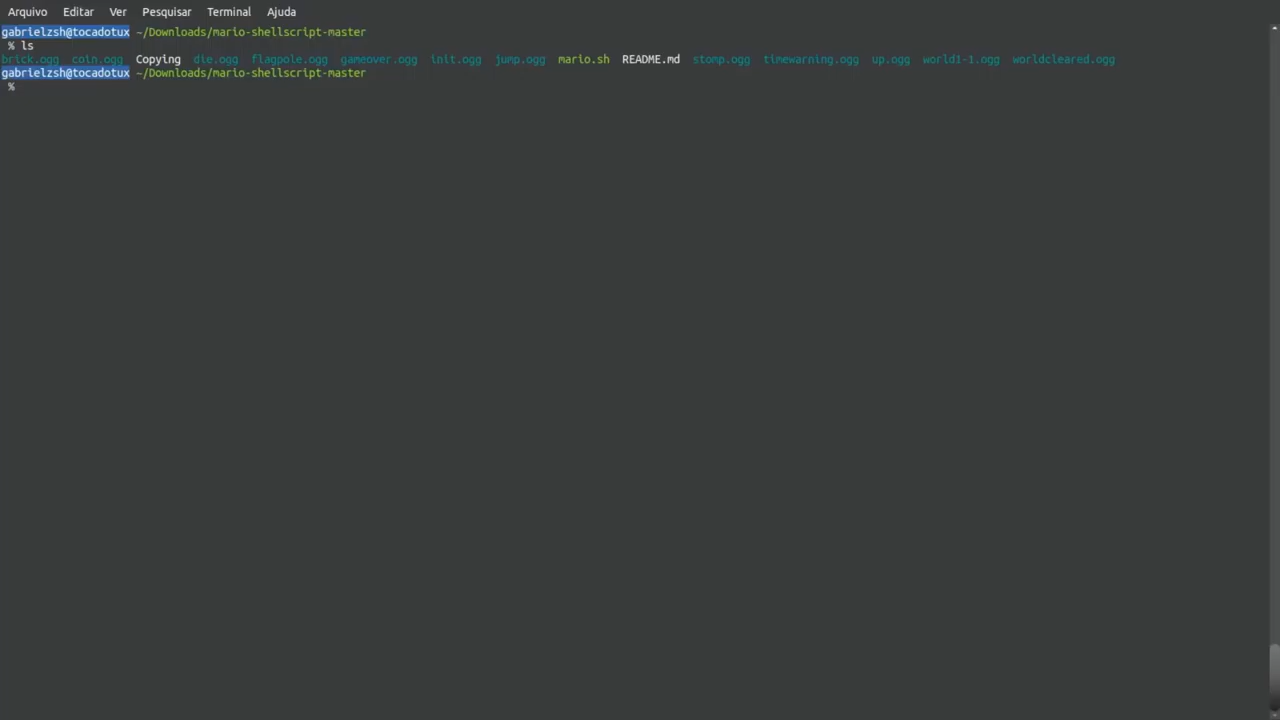 Arquivo Editar Ver Pesquisar Terminal Ajuda
gabrielzsh@tocadotux ~/Downloads/mario-shellscript-master
% ls
brick.ogg coin.ogg Copying die.ogg flagpole.ogg gameover.ogg init.ogg jump.ogg mario.sh README.md stomp.ogg timewarning.ogg up.ogg world1-1.ogg worldcleared.ogg
gabrielzsh@tocadotux ~/Downloads/mario-shellscript-master
%